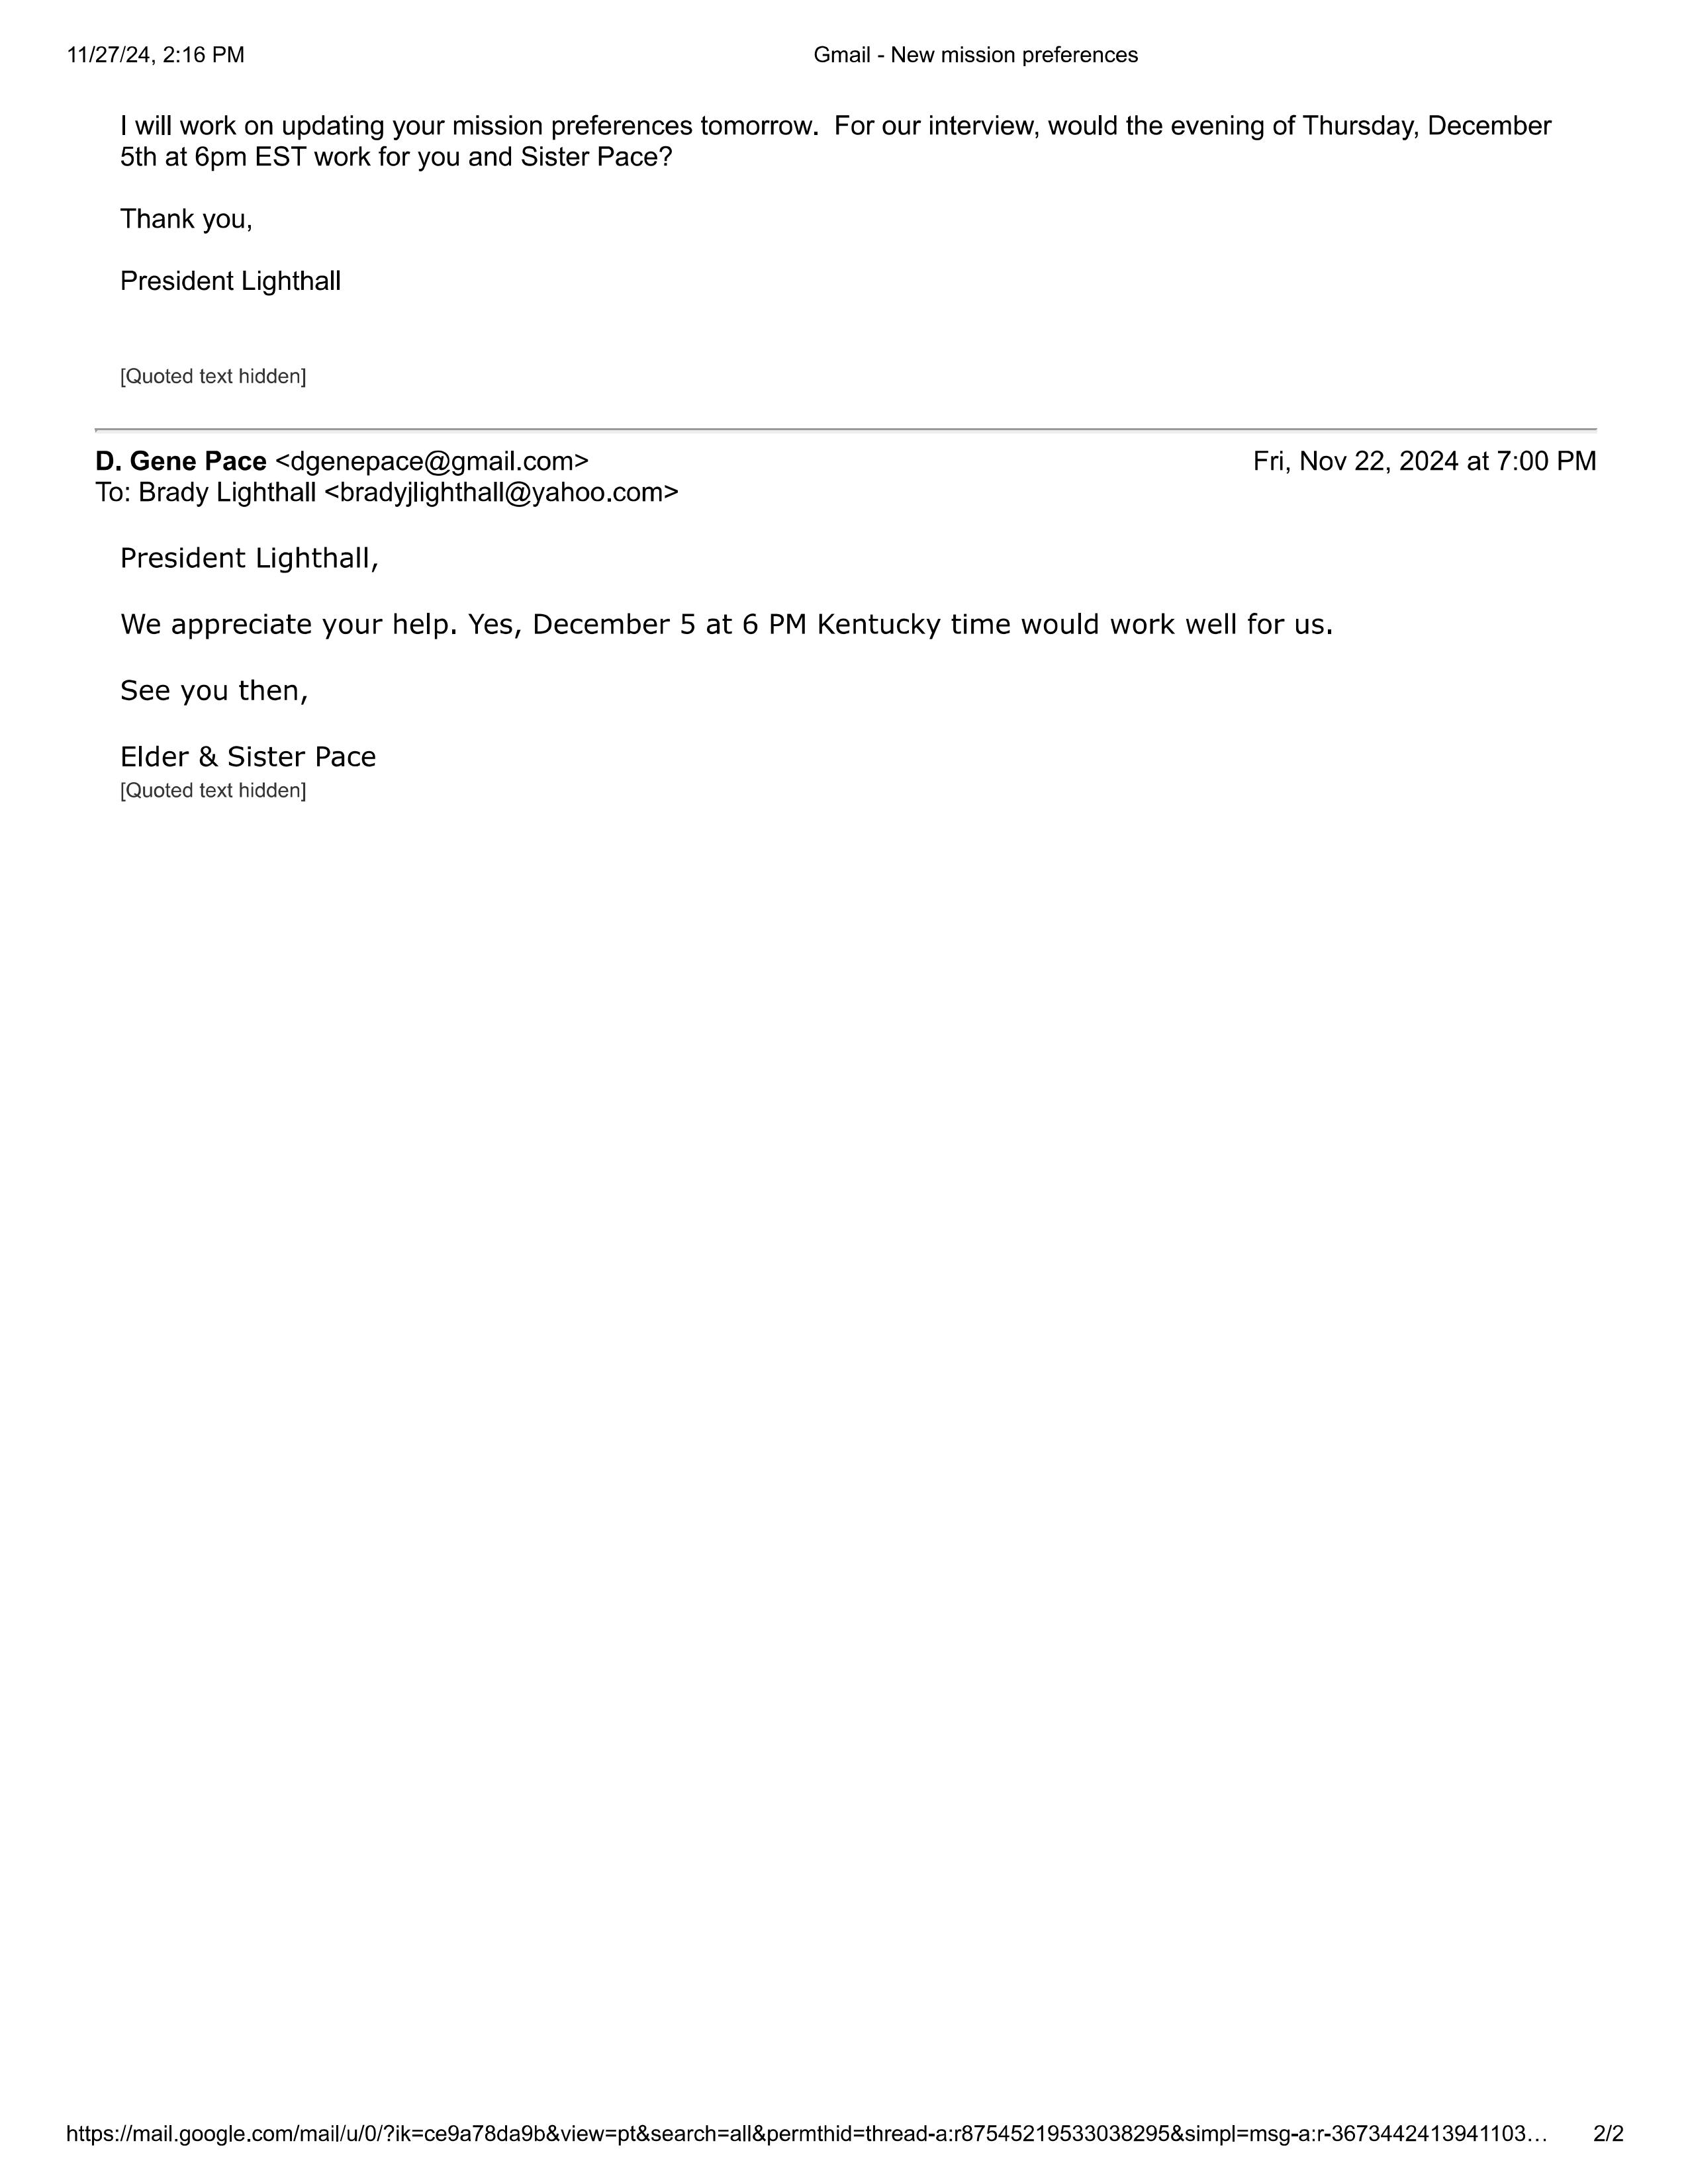 11/27/24, 2:16 PM Gmail - New mission preferences
I will work on updating your mission preferences tomorrow.  For our interview, would the evening of Thursday, December
5th at 6pm EST work for you and Sister Pace?
Thank you,
President Lighthall
[Quoted text hidden]
D. Gene Pace <dgenepace@gmail.com> Fri, Nov 22, 2024 at 7:00 PM
To: Brady Lighthall <bradyjlighthall@yahoo.com>
President Lighthall,
We appreciate your help. Yes, December 5 at 6 PM Kentucky time would work well for us.
See you then,
Elder & Sister Pace
[Quoted text hidden]
https://mail.google.com/mail/u/0/?ik=ce9a78da9b&view=pt&search=all&permthid=thread-a:r87545219533038295&simpl=msg-a:r-3673442413941103… 2/2